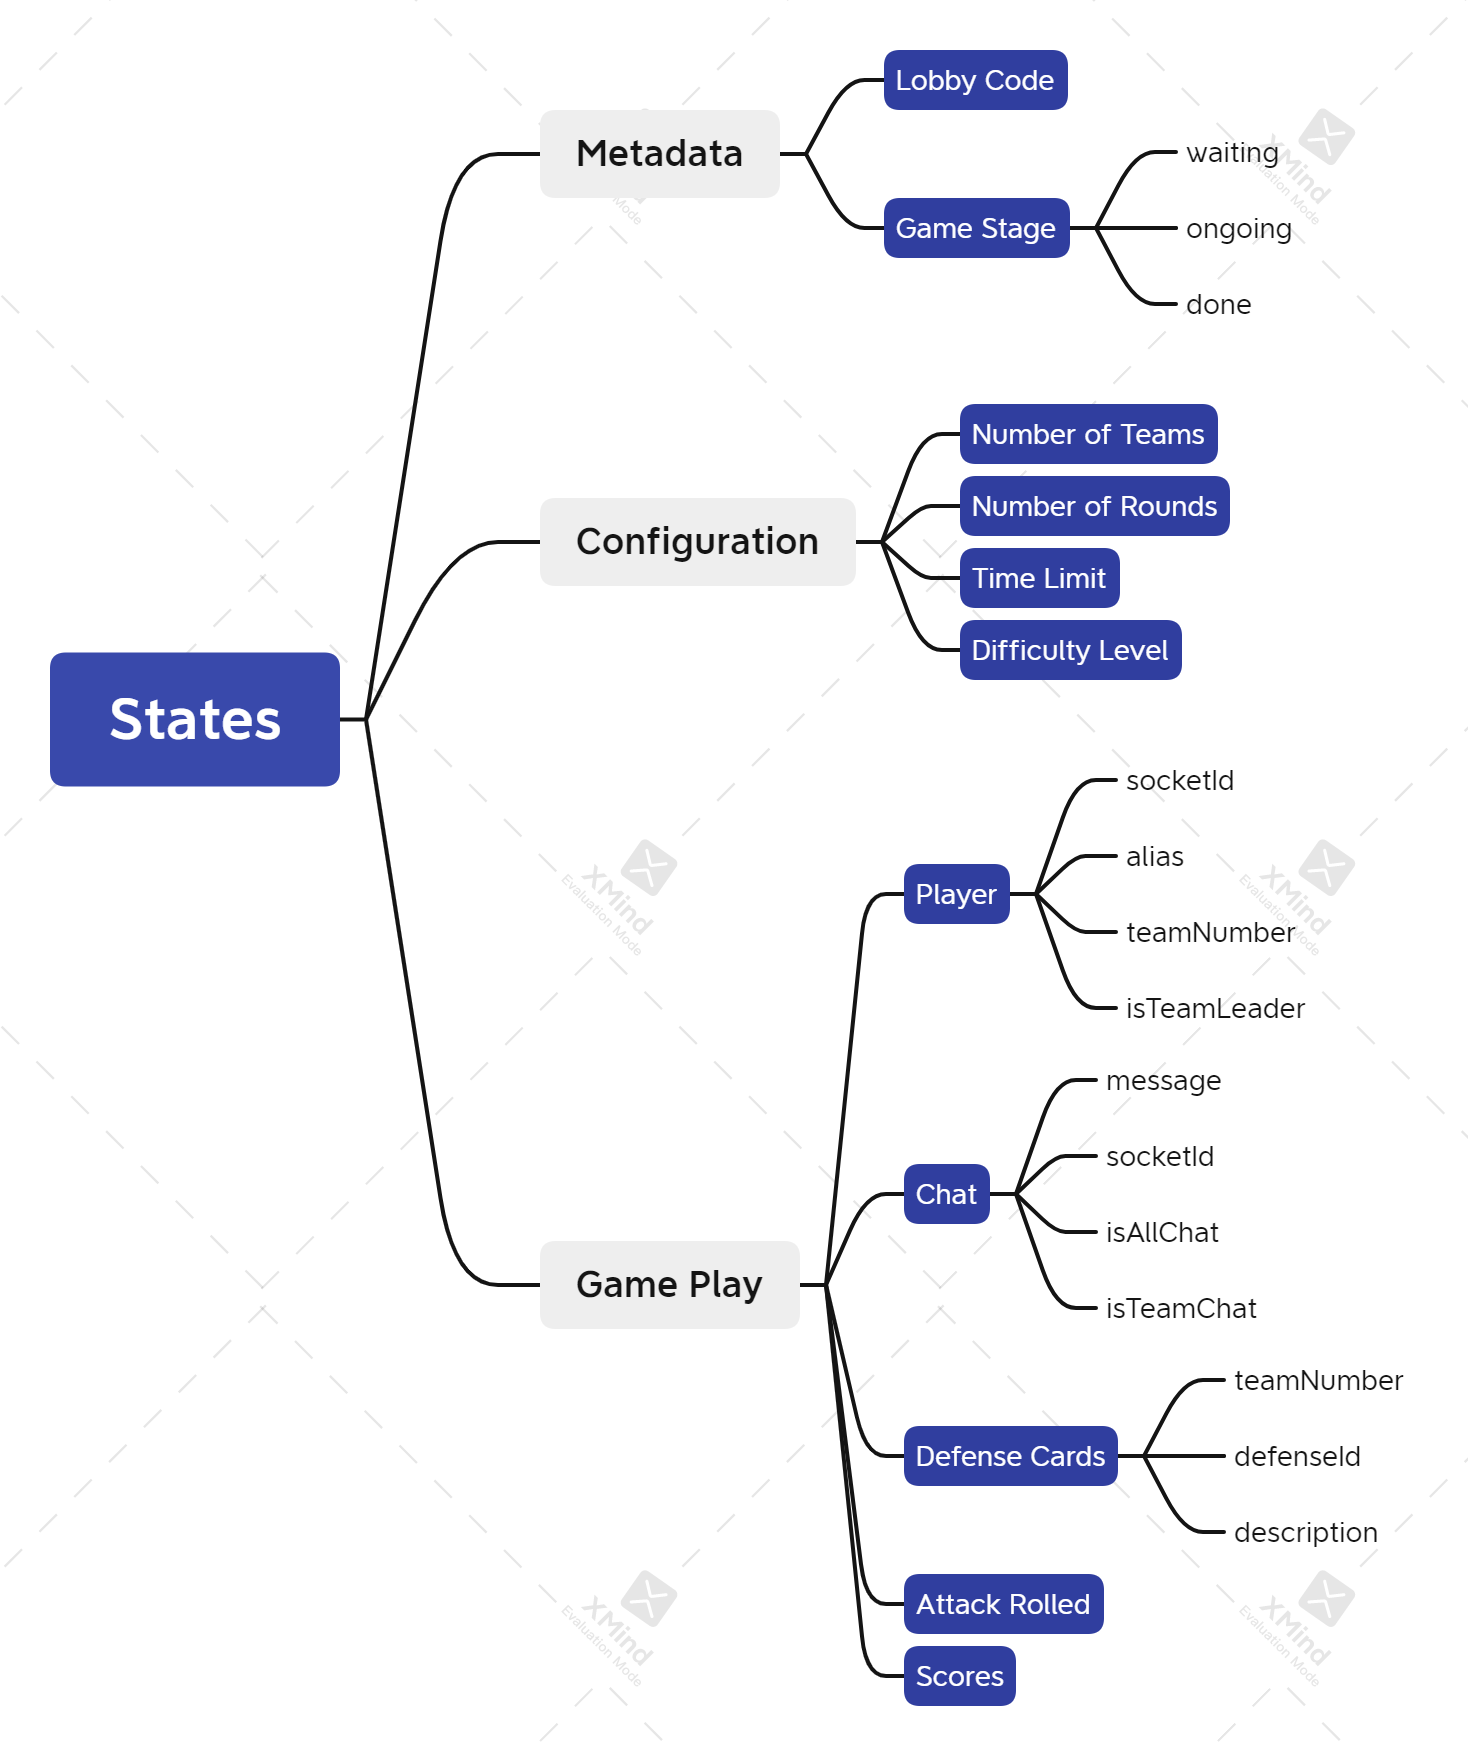 States
Metadata
Lobby Code
Game Stage
waiting
ongoing
done
Configuration
Number of Teams
Number of Rounds
Time Limit
Difficulty Level
Game Play
Player
socketId
alias
teamNumber
isTeamLeader
Chat
message
socketId
isAllChat
isTeamChat
Defense Cards
teamNumber
defenseId
description
Attack Rolled
Scores
Mode
XMind
Evaluation Mode
XMind
Evaluation Mode
XMind
Evaluation Mode
XMind
Evaluation Mode
XMind
Evaluation Mode